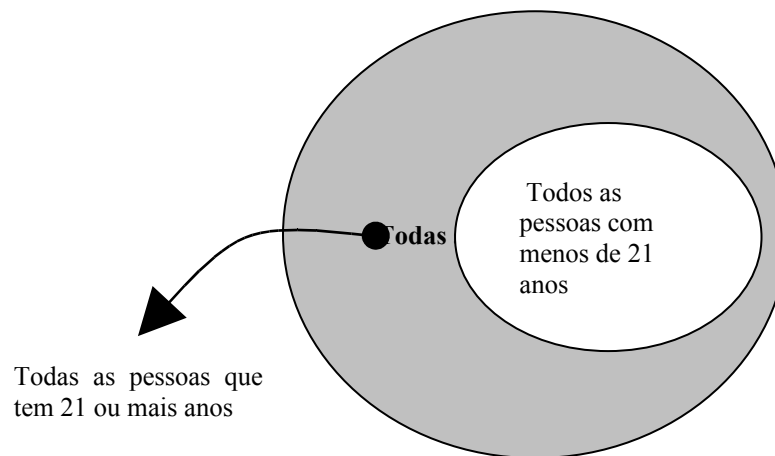 Todos as
pessoas com
menos de 21
anos
Todas
Todas as pessoas que
tem 21 ou mais anos